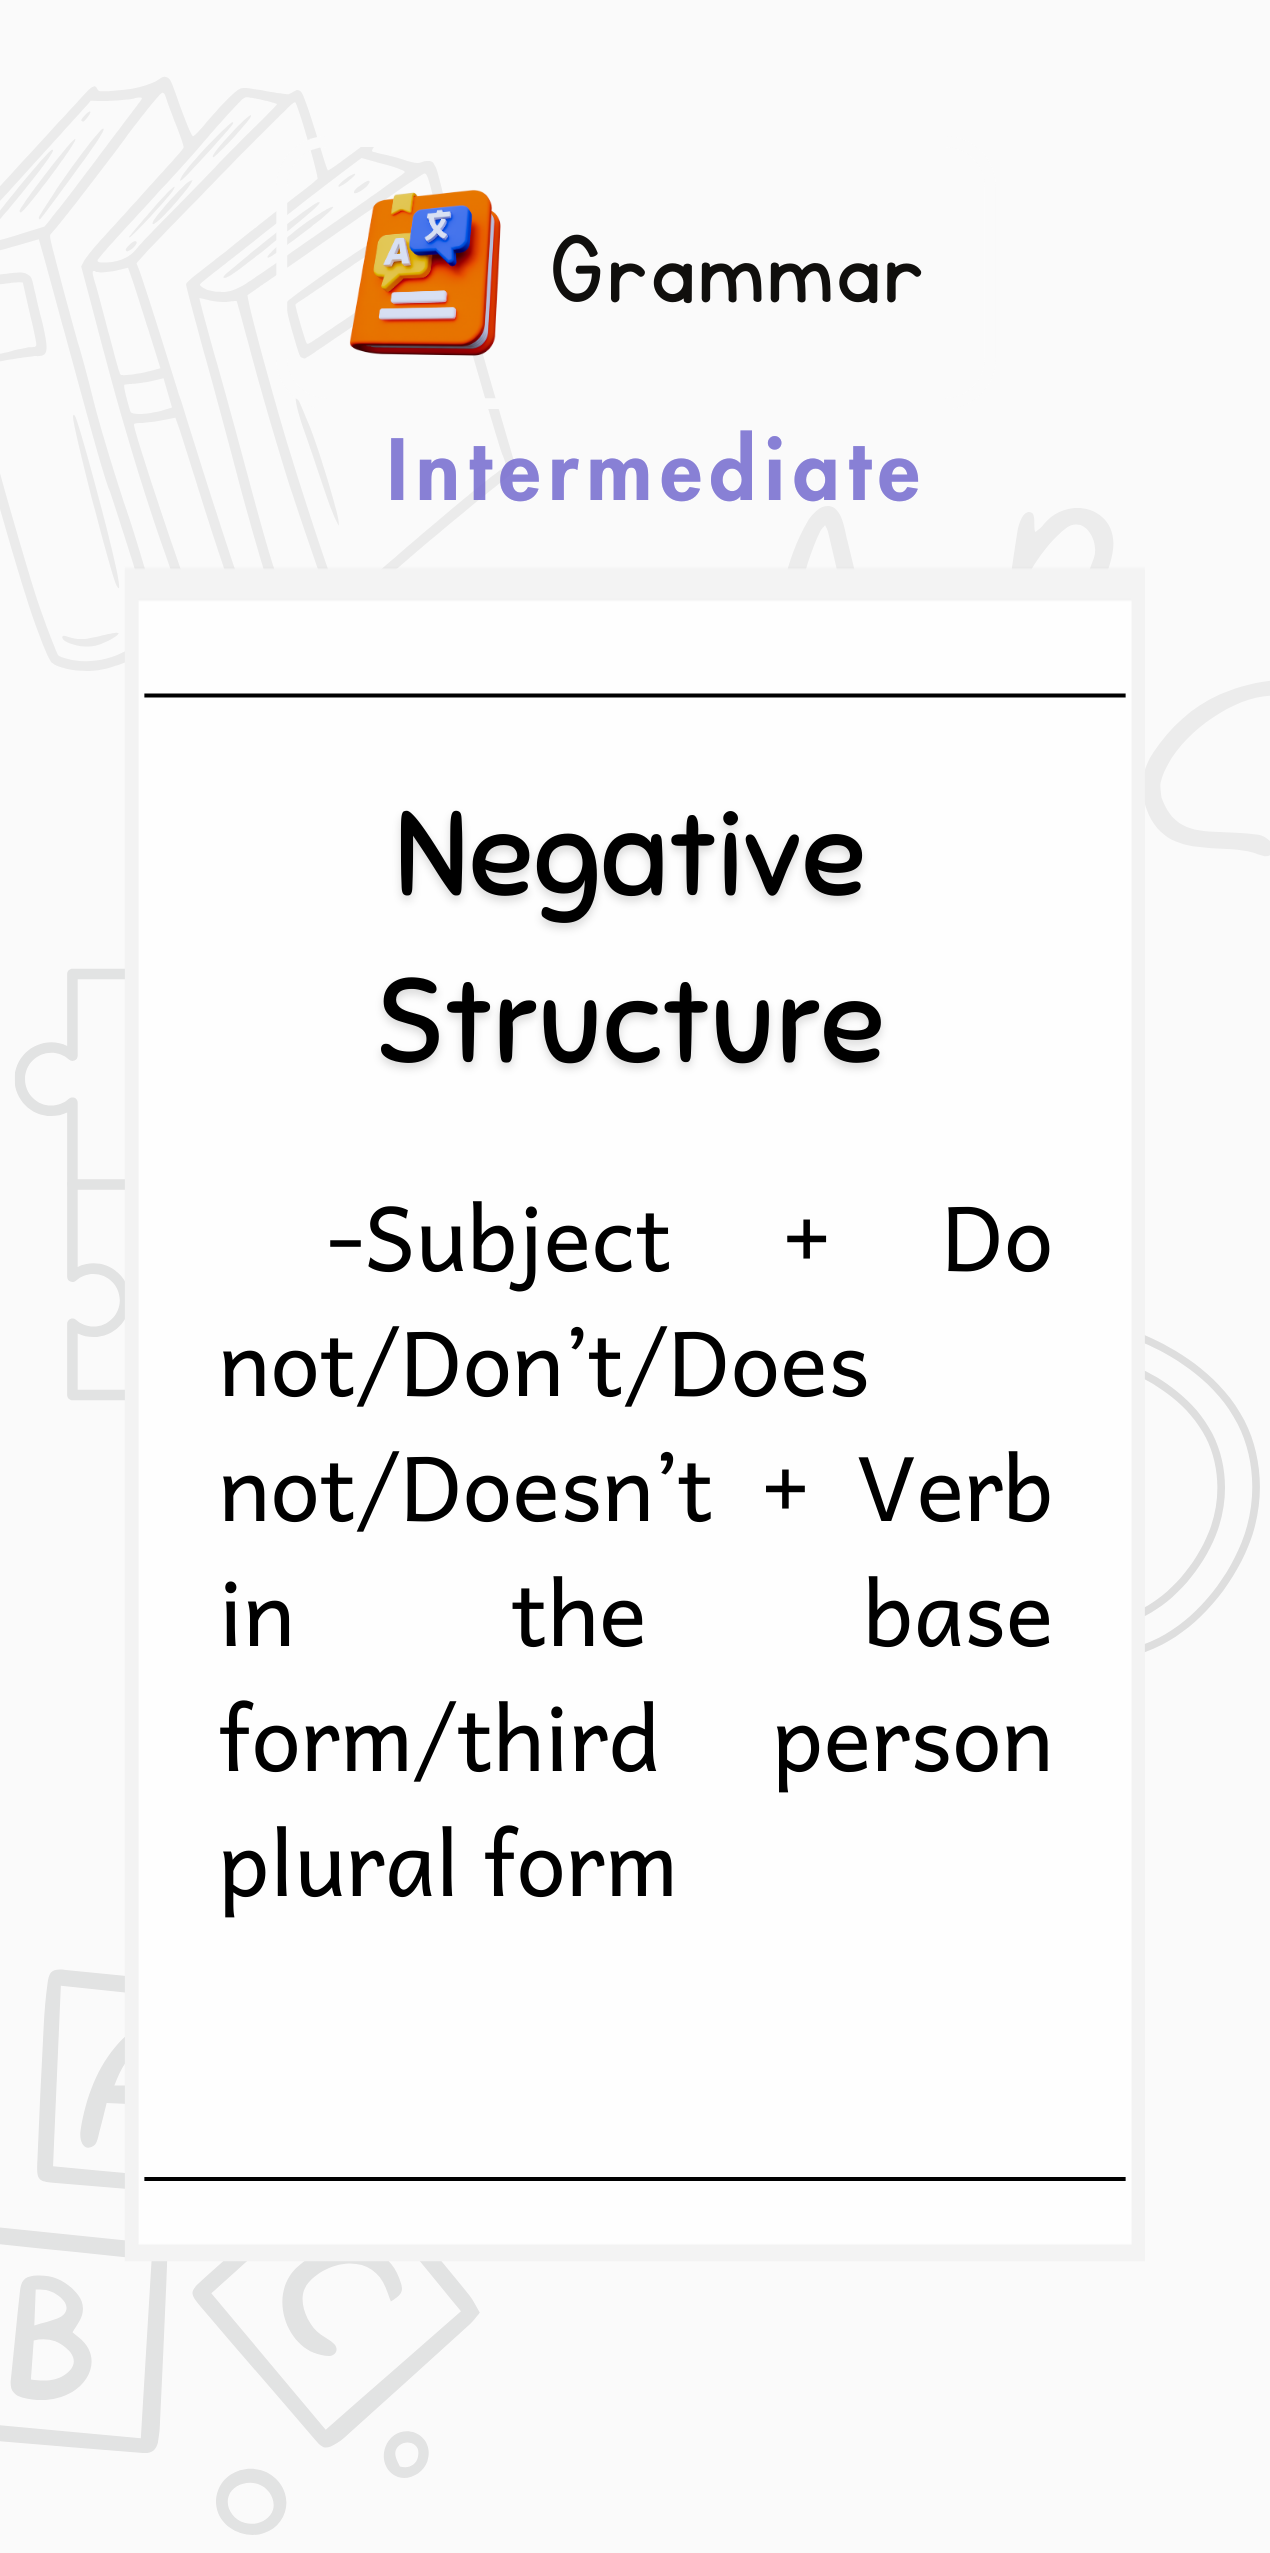 A 文
Grammar
Intermediate
Negative
Structure
-Subject + Do
not/Don’t/Does
not/Doesn’t + Verb
in the base
form/third person
plural form
A
B
C